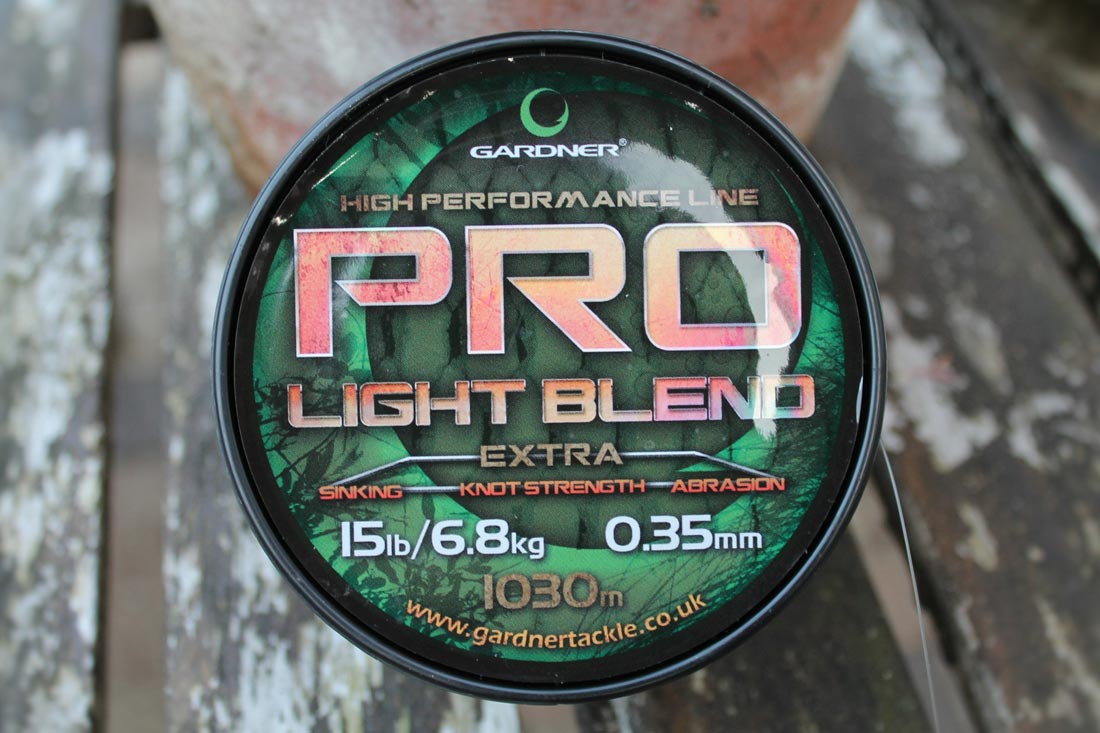 GARDNER®
HIGH PERFORMANCE LINE
PRO
LIGHT BLEND
EXTRA
SINKING KNOT STRENGTH ABRASION
15lb/6.8kg 0.35mm
1030m
www.gardnertackle.co.uk